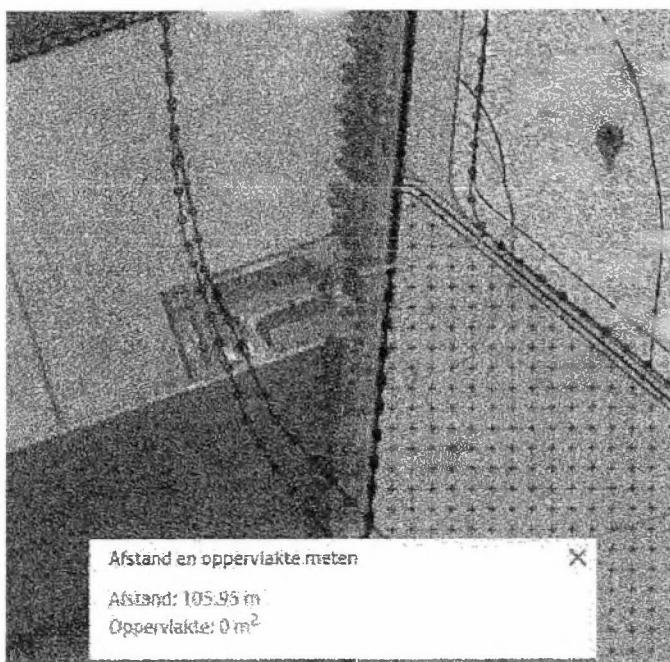 Afstand en oppervlakte meten
Afstand: 105.95 m
Oppervlakte: 0 m²